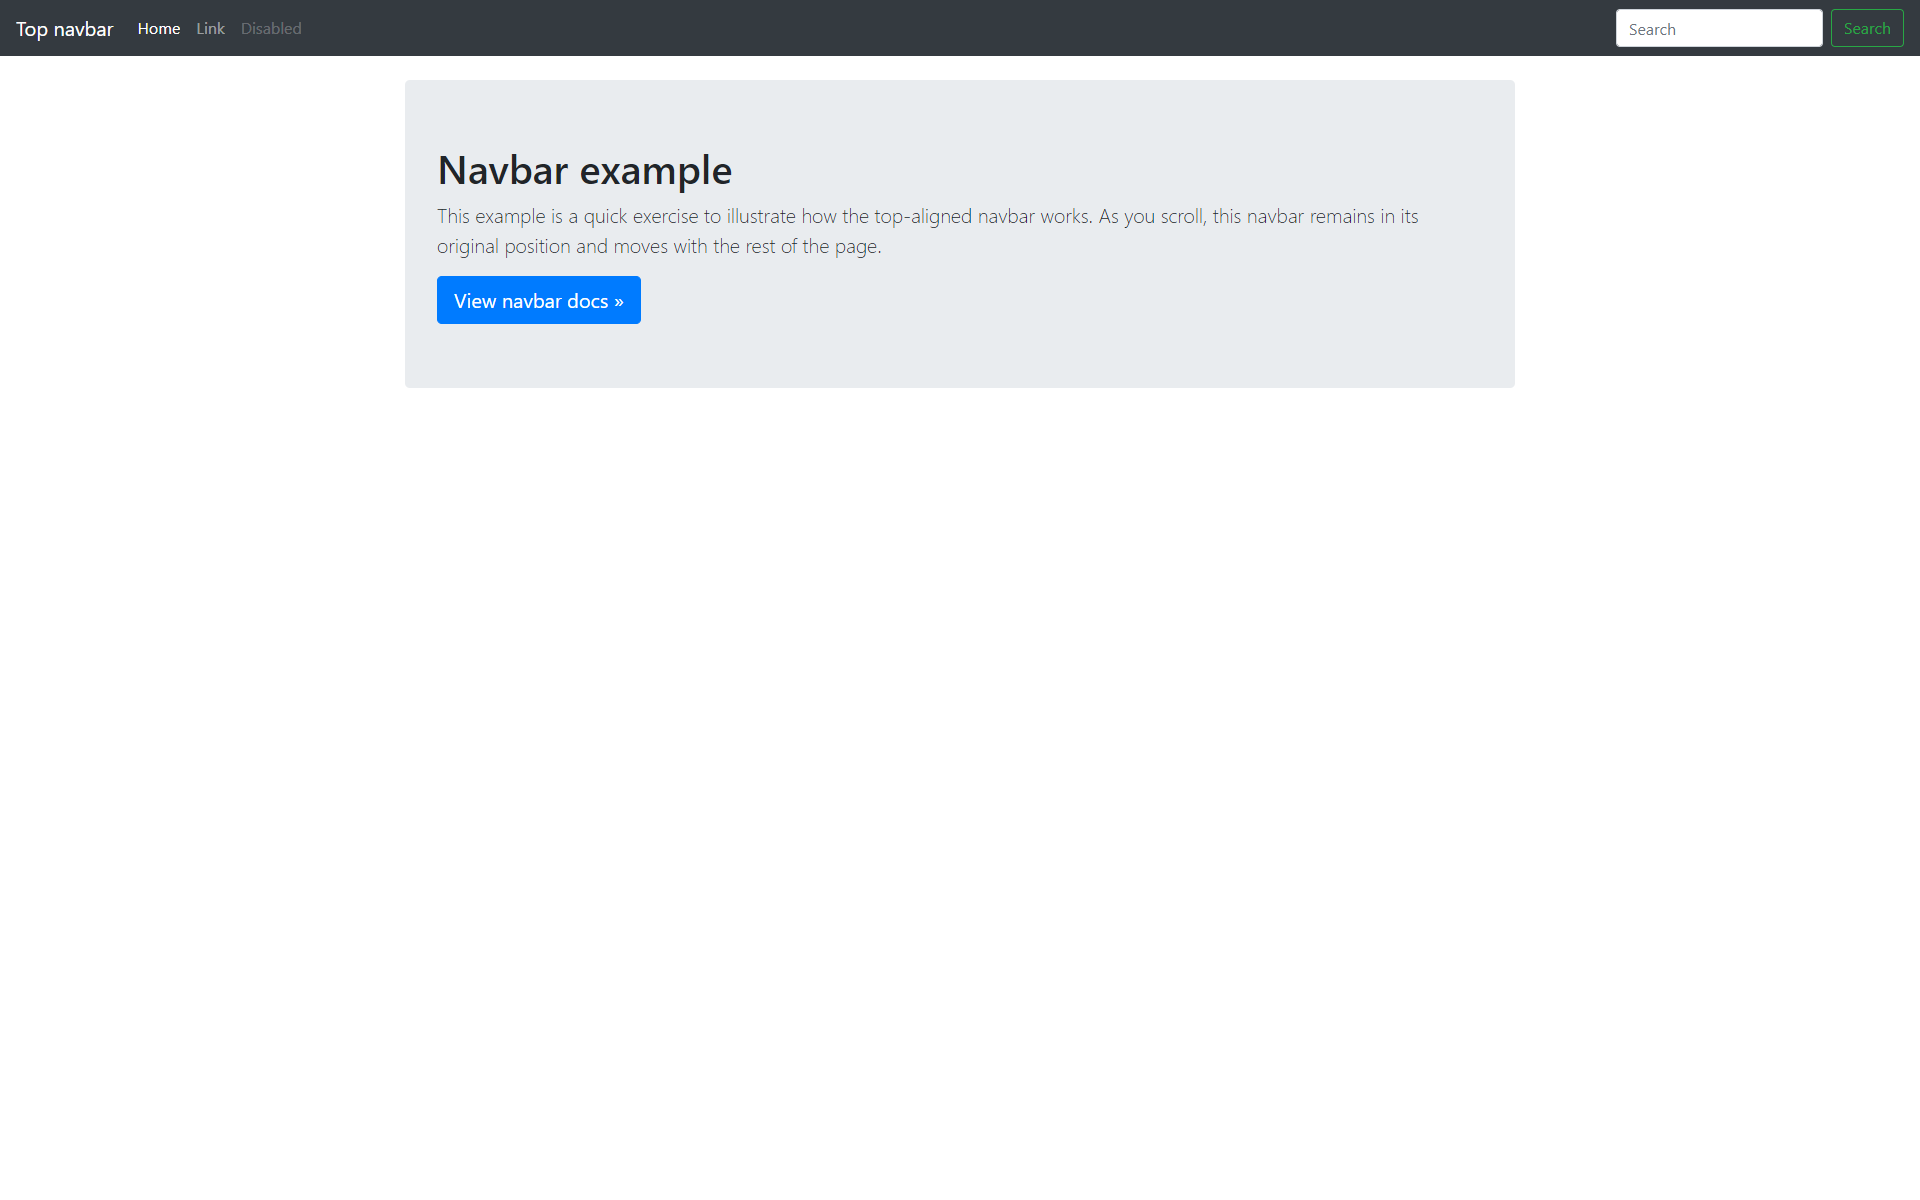 Top navbar Home Link Disabled Search Search
Navbar example
This example is a quick exercise to illustrate how the top-aligned navbar works. As you scroll, this navbar remains in its
original position and moves with the rest of the page.
View navbar docs »